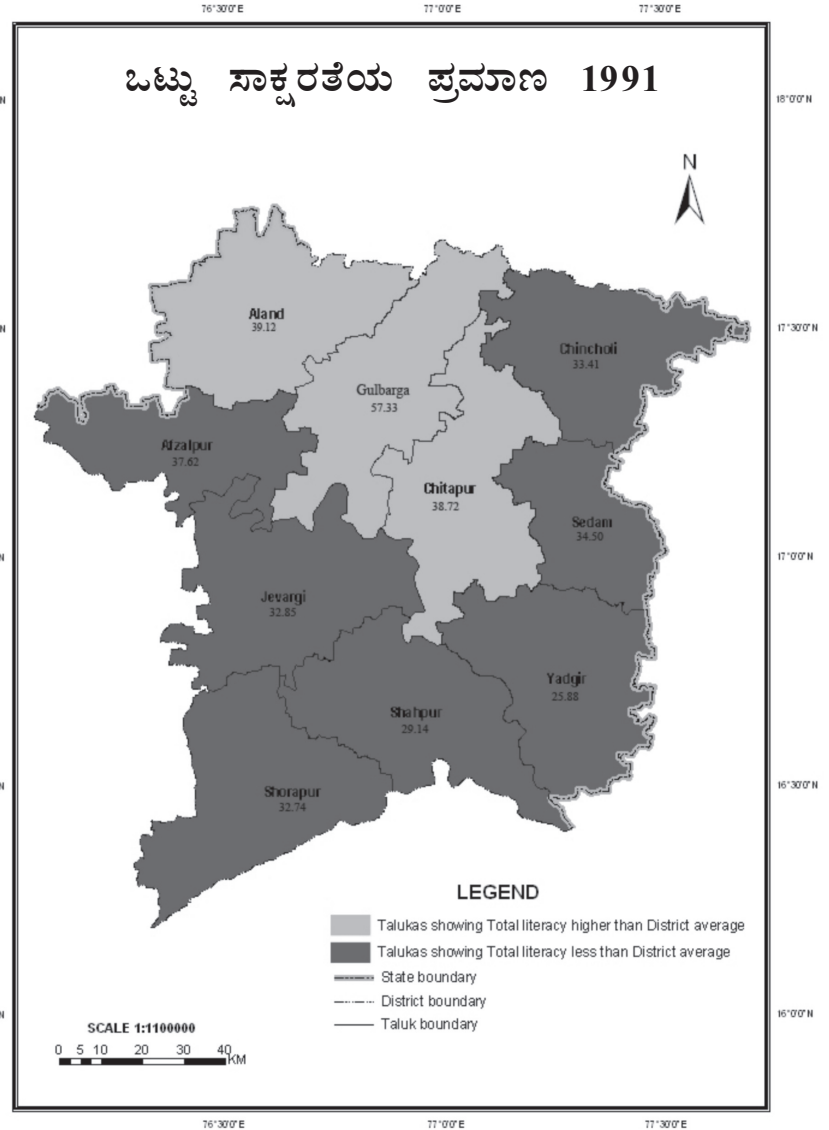 76°30'0"E 77°0'0"E 77°30'0"E
ಒಟ್ಟು ಸಾಕ್ಷರತೆಯ ಪ್ರಮಾಣ 1991
N 18°0'0"N
N
Aland
39.12
N 17°30'0"N
Chincholi
33.41
Gulbarga
57.33
Afzalpur
37.62
Chitapur
38.72
Sedam
34.50
N 17°0'0"N
Jevargi
32.85
Yadgir
25.88
Shahpur
29.14
N 16°30'0"N
Shorapur
32.74
LEGEND
Talukas showing Total literacy higher than District average
Talukas showing Total literacy less than District average
State boundary
District boundary
Taluk boundary
N 16°0'0"N
SCALE 1:1100000
0 5 10 20 30 40
KM
76°30'0"E 77°0'0"E 77°30'0"E